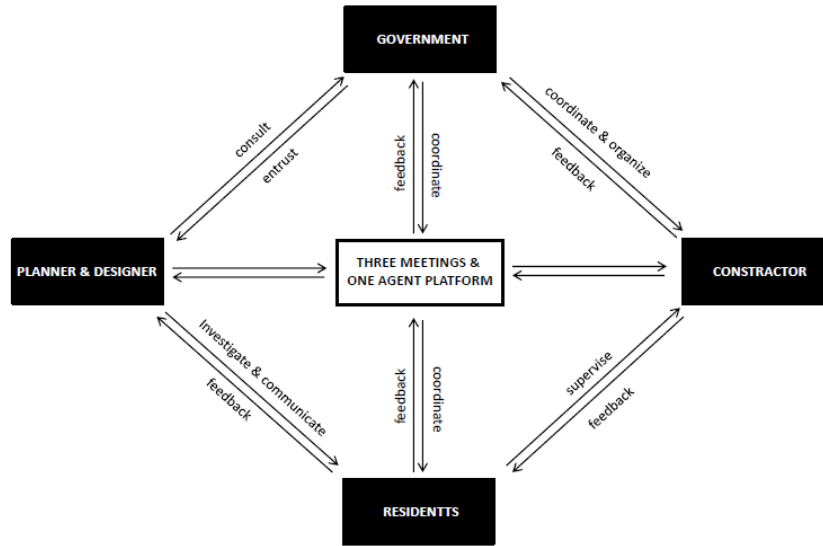 GOVERNMENT
consult
entrust
feedback
coordinate
coordinate & organize
feedback
PLANNER & DESIGNER
THREE MEETINGS &
ONE AGENT PLATFORM
CONSTRACTOR
Investigate & communicate
feedback
feedback
coordinate
supervise
feedback
RESIDENTTS